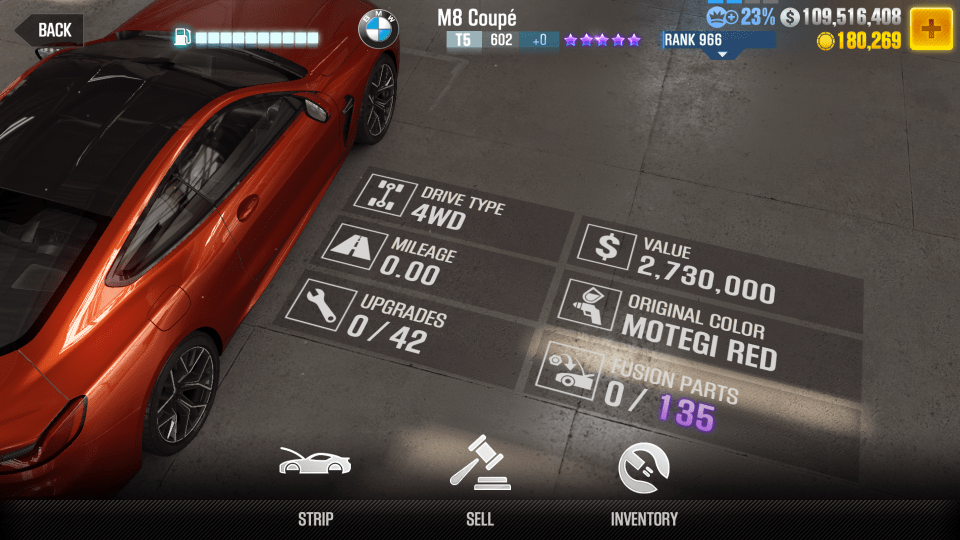 BACK
BMW
M8 Coupé
T5 602 +0
23%
109,516,408
RANK 966
180,269
DRIVE TYPE
4WD
MILEAGE
0.00
UPGRADES
0/42
VALUE
2,730,000
ORIGINAL COLOR
MOTEGI RED
FUSION PARTS
0/135
STRIP
SELL
INVENTORY